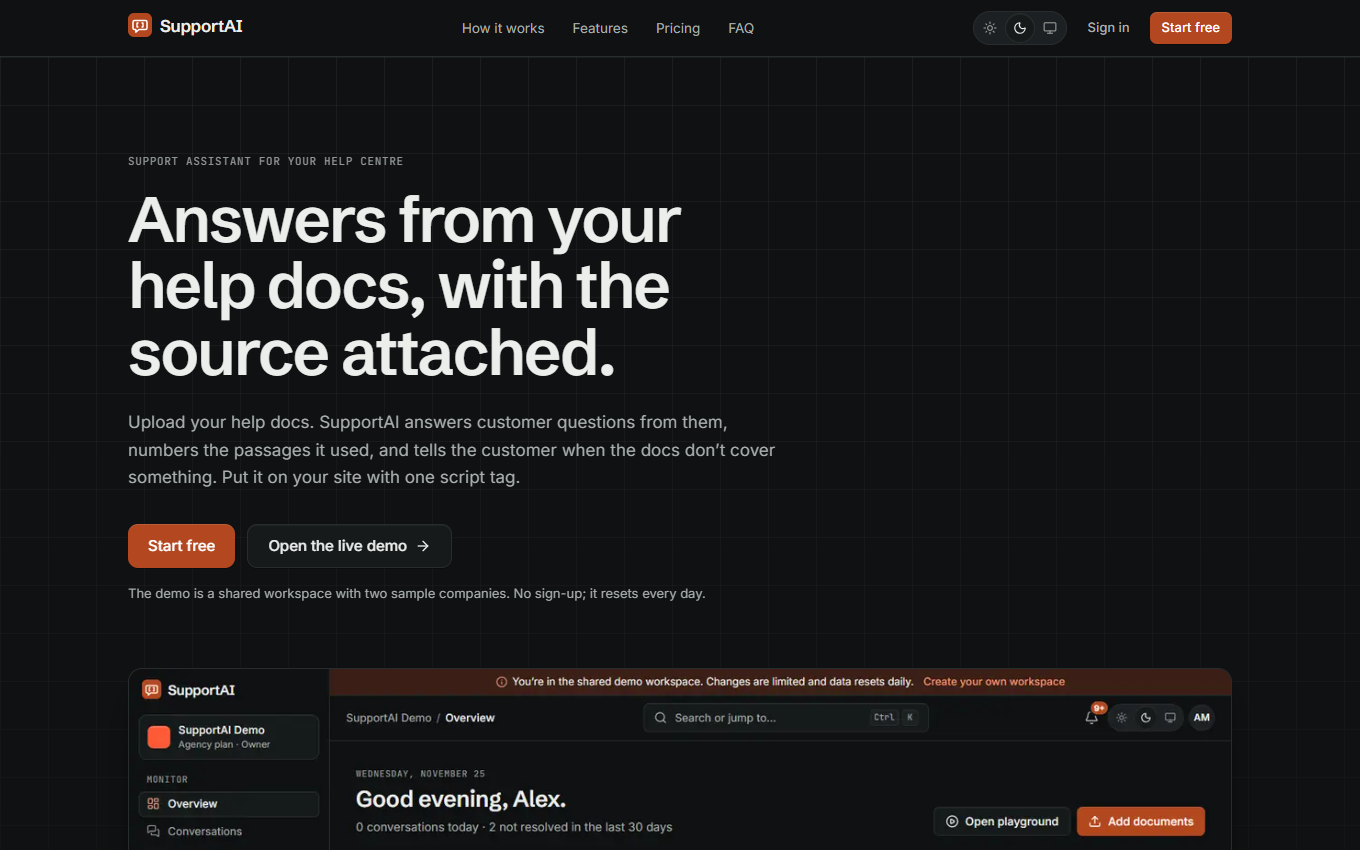 SupportAI
How it works
Features
Pricing
FAQ
Sign in
Start free
SUPPORT ASSISTANT FOR YOUR HELP CENTRE
Answers from your
help docs, with the
source attached.
Upload your help docs. SupportAI answers customer questions from them,
numbers the passages it used, and tells the customer when the docs don’t cover
something. Put it on your site with one script tag.
Start free
Open the live demo →
The demo is a shared workspace with two sample companies. No sign-up; it resets every day.
SupportAI
You’re in the shared demo workspace. Changes are limited and data resets daily. Create your own workspace
SupportAI Demo
Agency plan · Owner
SupportAI Demo / Overview
Search or jump to...
Ctrl K
9+
AM
MONITOR
Overview
Conversations
WEDNESDAY, NOVEMBER 25
Good evening, Alex.
0 conversations today · 2 not resolved in the last 30 days
Open playground
Add documents